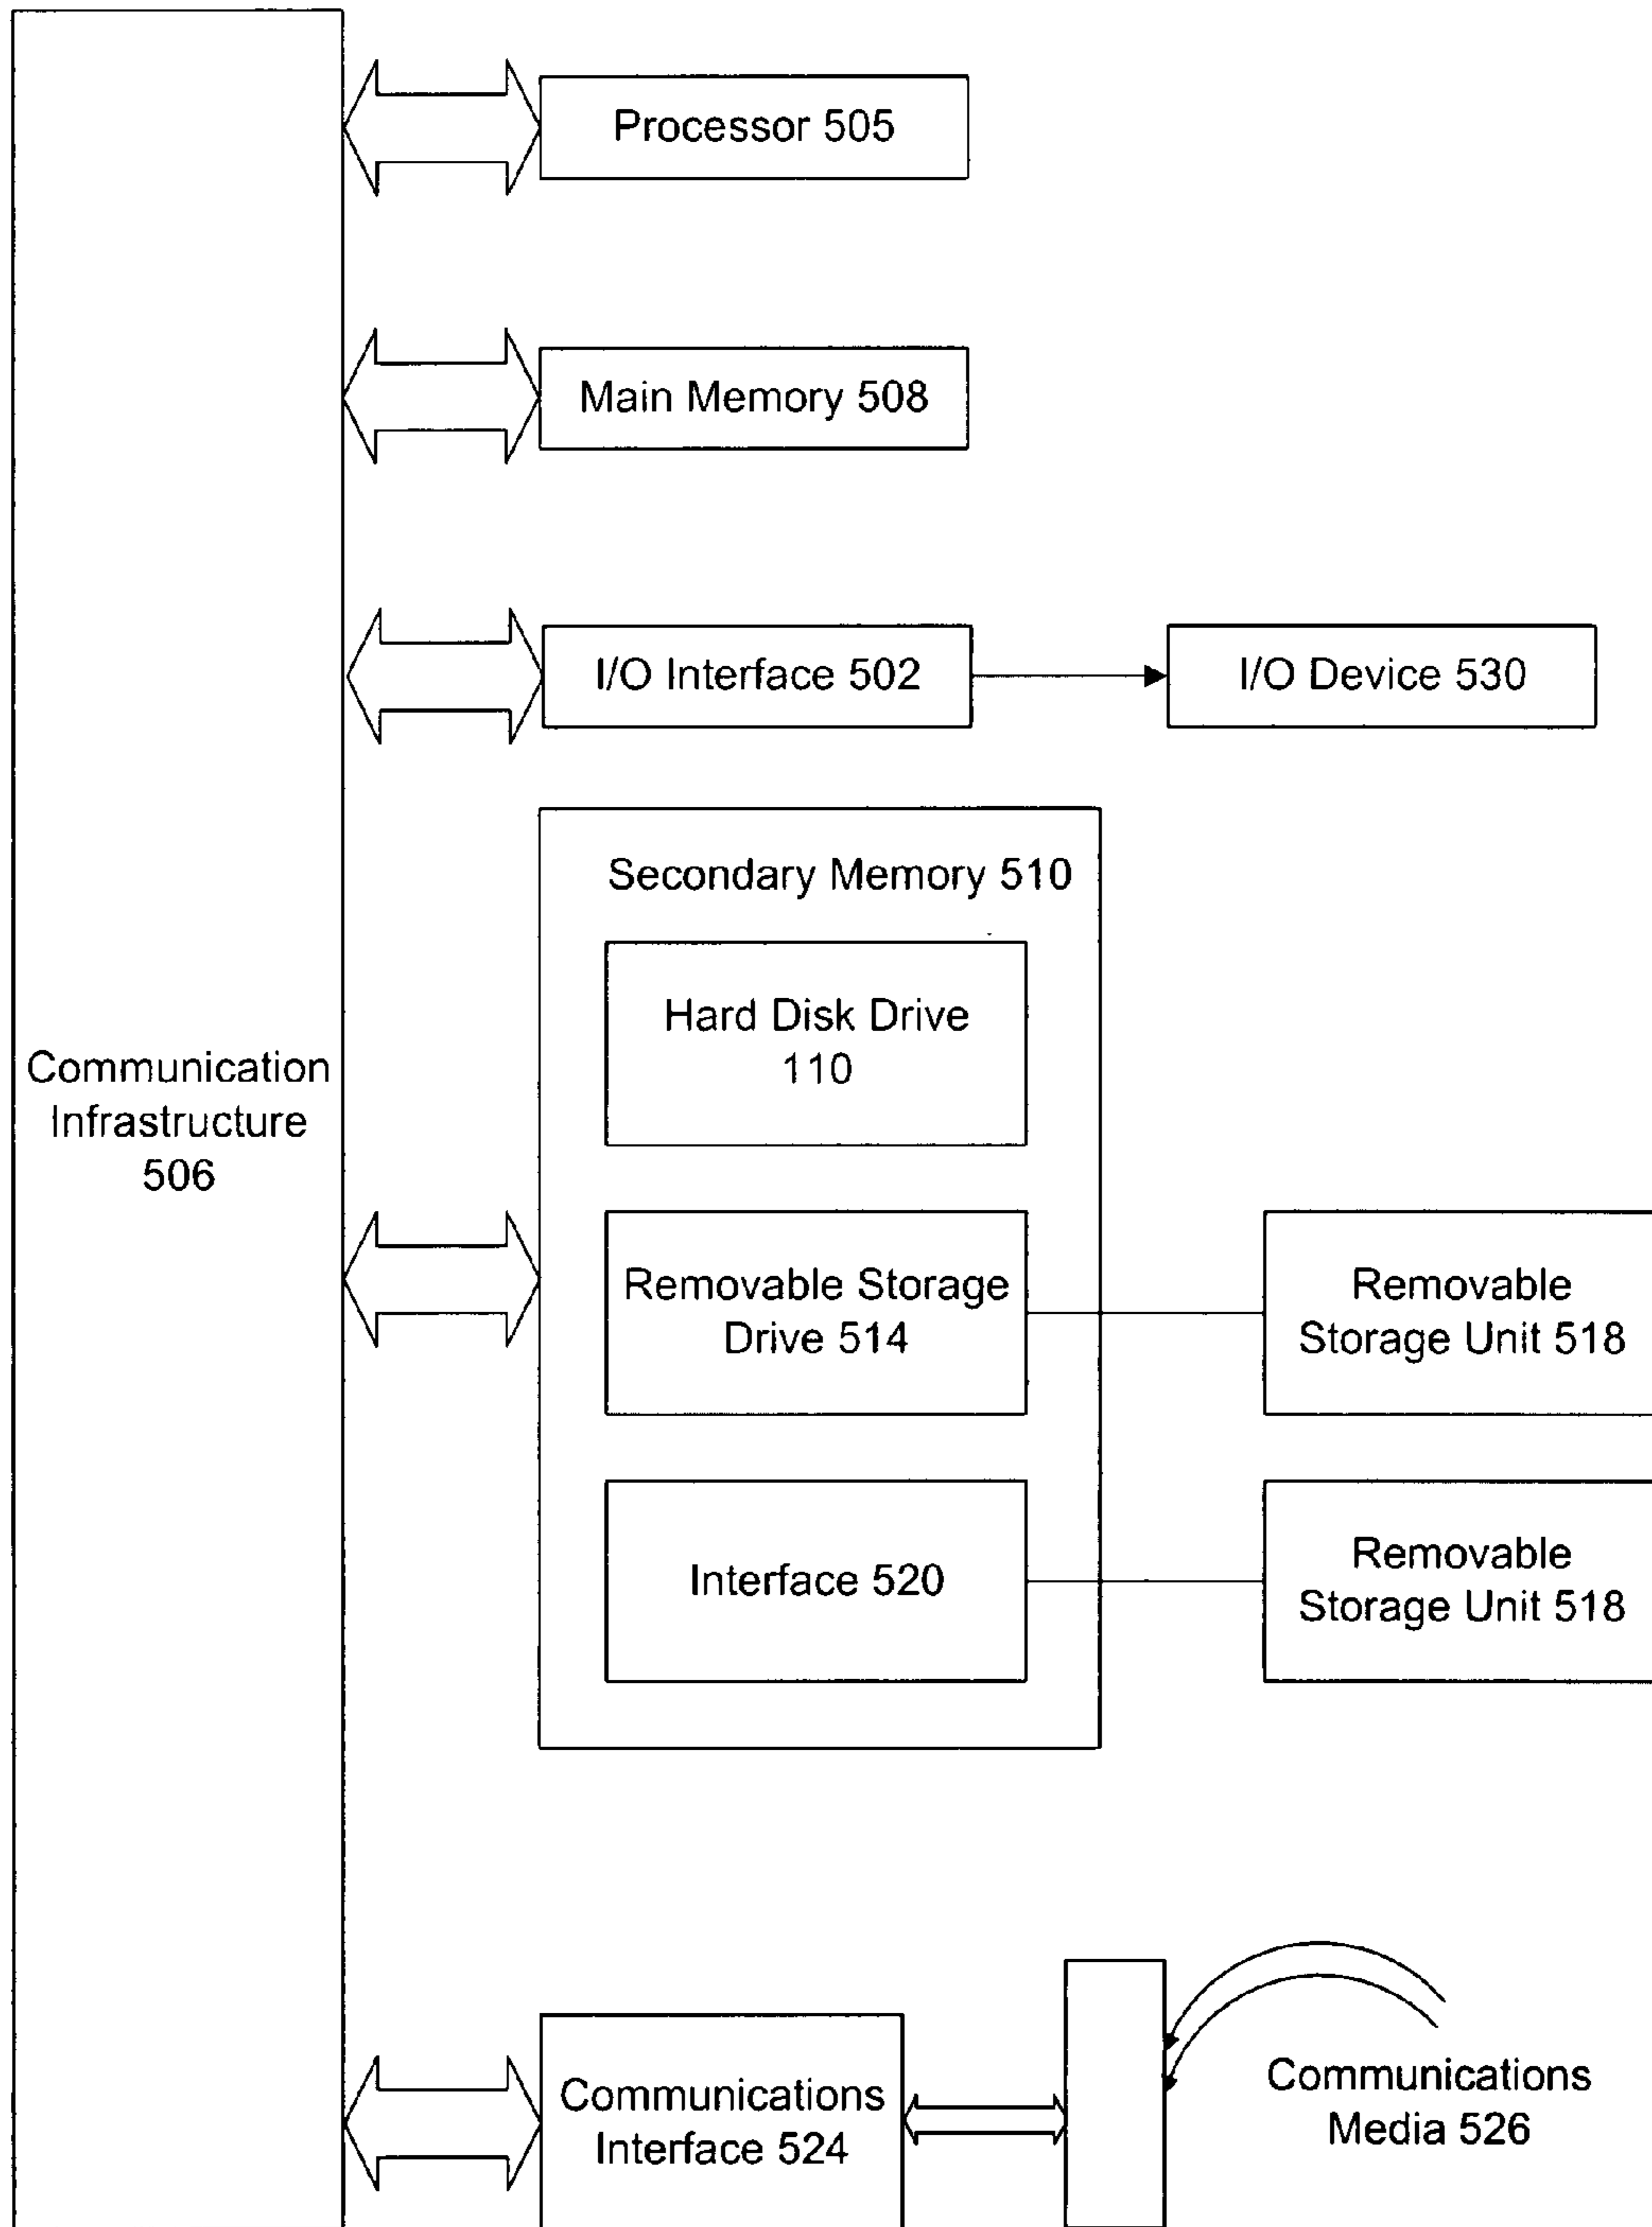 Processor 505
Main Memory 508
I/O Interface 502
I/O Device 530
Secondary Memory 510
Hard Disk Drive
110
Communication
Infrastructure
506
Removable Storage
Drive 514
Removable
Storage Unit 518
Interface 520
Removable
Storage Unit 518
Communications
Interface 524
Communications
Media 526